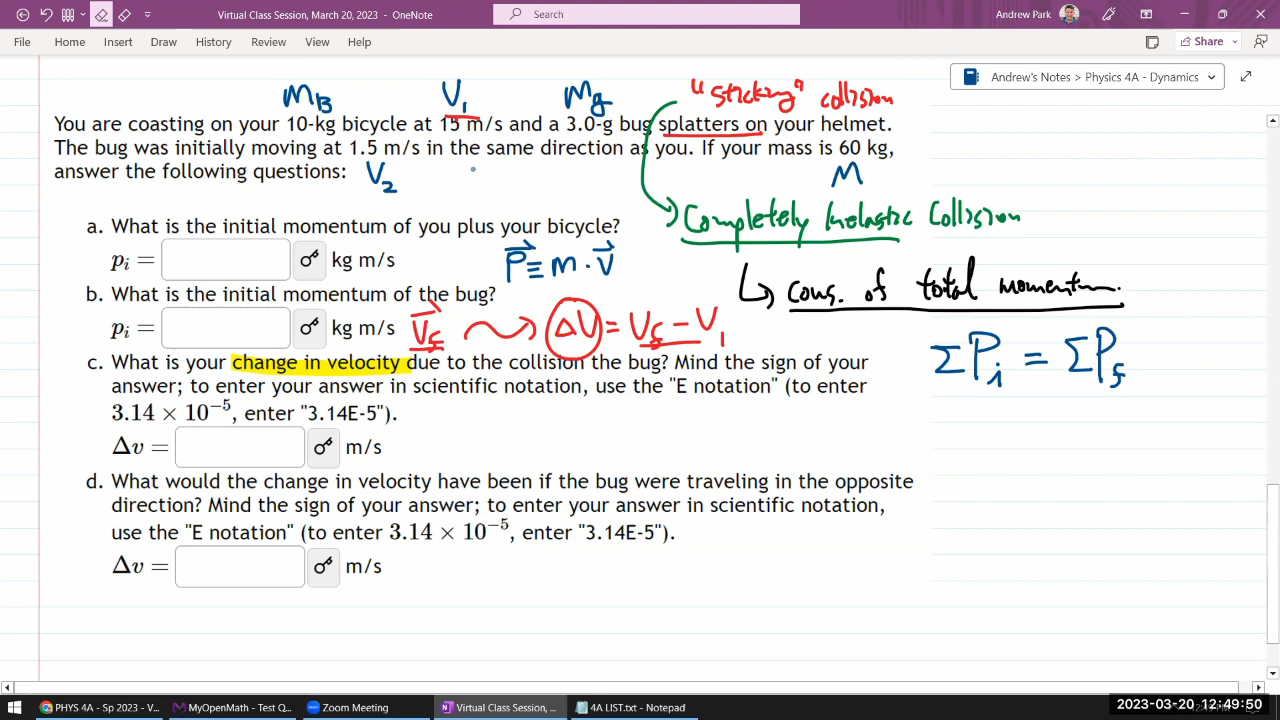 Virtual Class Session, March 20, 2023 - OneNote
Search
Andrew Park
File Home Insert Draw History Review View Help
Share
Andrew's Notes > Physics 4A - Dynamics
M_B V_1 M_g "Sticking" collision
You are coasting on your 10-kg bicycle at 15 m/s and a 3.0-g bug splatters on your helmet.
The bug was initially moving at 1.5 m/s in the same direction as you. If your mass is 60 kg,
answer the following questions:
V_2 M
Completely Inelastic Collision
a. What is the initial momentum of you plus your bicycle?
p_i = kg m/s
P ≡ m · V
Cons. of total momentum.
b. What is the initial momentum of the bug?
p_i = kg m/s
V_f ΔV = V_f - V_1
ΣP_i = ΣP_f
c. What is your change in velocity due to the collision the bug? Mind the sign of your
answer; to enter your answer in scientific notation, use the "E notation" (to enter
3.14 × 10^−5, enter "3.14E-5").
Δv = m/s
d. What would the change in velocity have been if the bug were traveling in the opposite
direction? Mind the sign of your answer; to enter your answer in scientific notation,
use the "E notation" (to enter 3.14 × 10^−5, enter "3.14E-5").
Δv = m/s
PHYS 4A - Sp 2023 - V...
MyOpenMath - Test Q...
Zoom Meeting
Virtual Class Session,...
4A LIST.txt - Notepad
2023-03-20 12:49:50